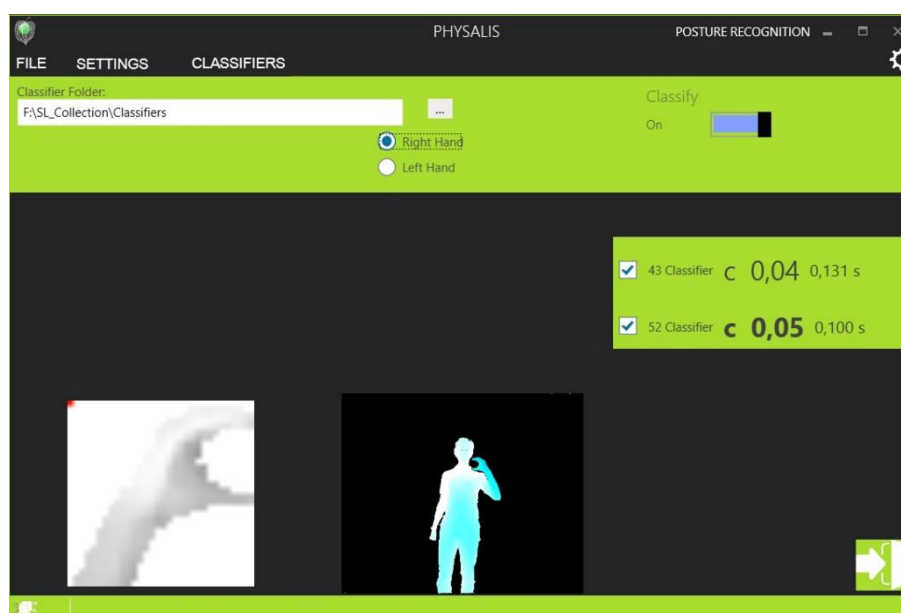 PHYSALIS
POSTURE RECOGNITION
FILE SETTINGS CLASSIFIERS
Classifier Folder:
F:\SL_Collection\Classifiers
...
Right Hand
Left Hand
Classify
On
43 Classifier c 0,04 0,131 s
52 Classifier c 0,05 0,100 s